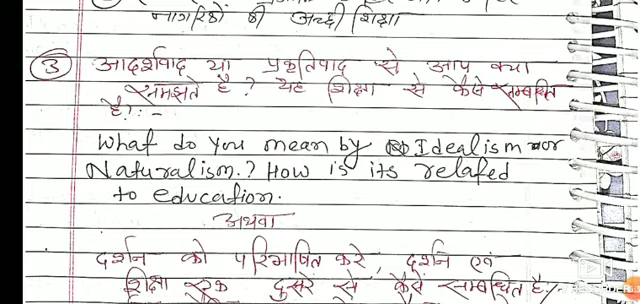 नागरिकों की अच्छी शिक्षा
③ आदर्शवाद या प्रकृतिवाद से आप क्या
समझते है? यह शिक्षा से कैसे सम्बंधित
है?:-
What do you mean by Idealism or
Naturalism.? How is its related
to education.
अथवा
दर्शन को परिभाषित करे, दर्शन एवं
शिक्षा एक दुसरे से कैसे सम्बंधित है?